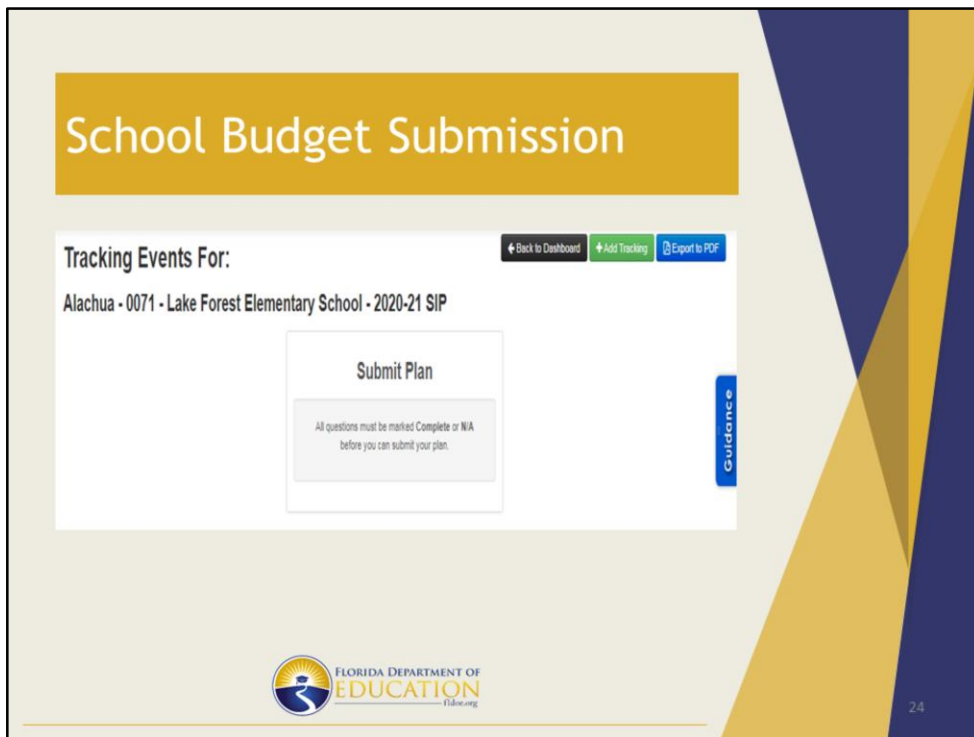 School Budget Submission
Tracking Events For:
Back to Dashboard
Add Tracking
Export to PDF
Alachua - 0071 - Lake Forest Elementary School - 2020-21 SIP
Submit Plan
All questions must be marked Complete or N/A
before you can submit your plan.
Guidance
FLORIDA DEPARTMENT OF
EDUCATION
fldoe.org
24